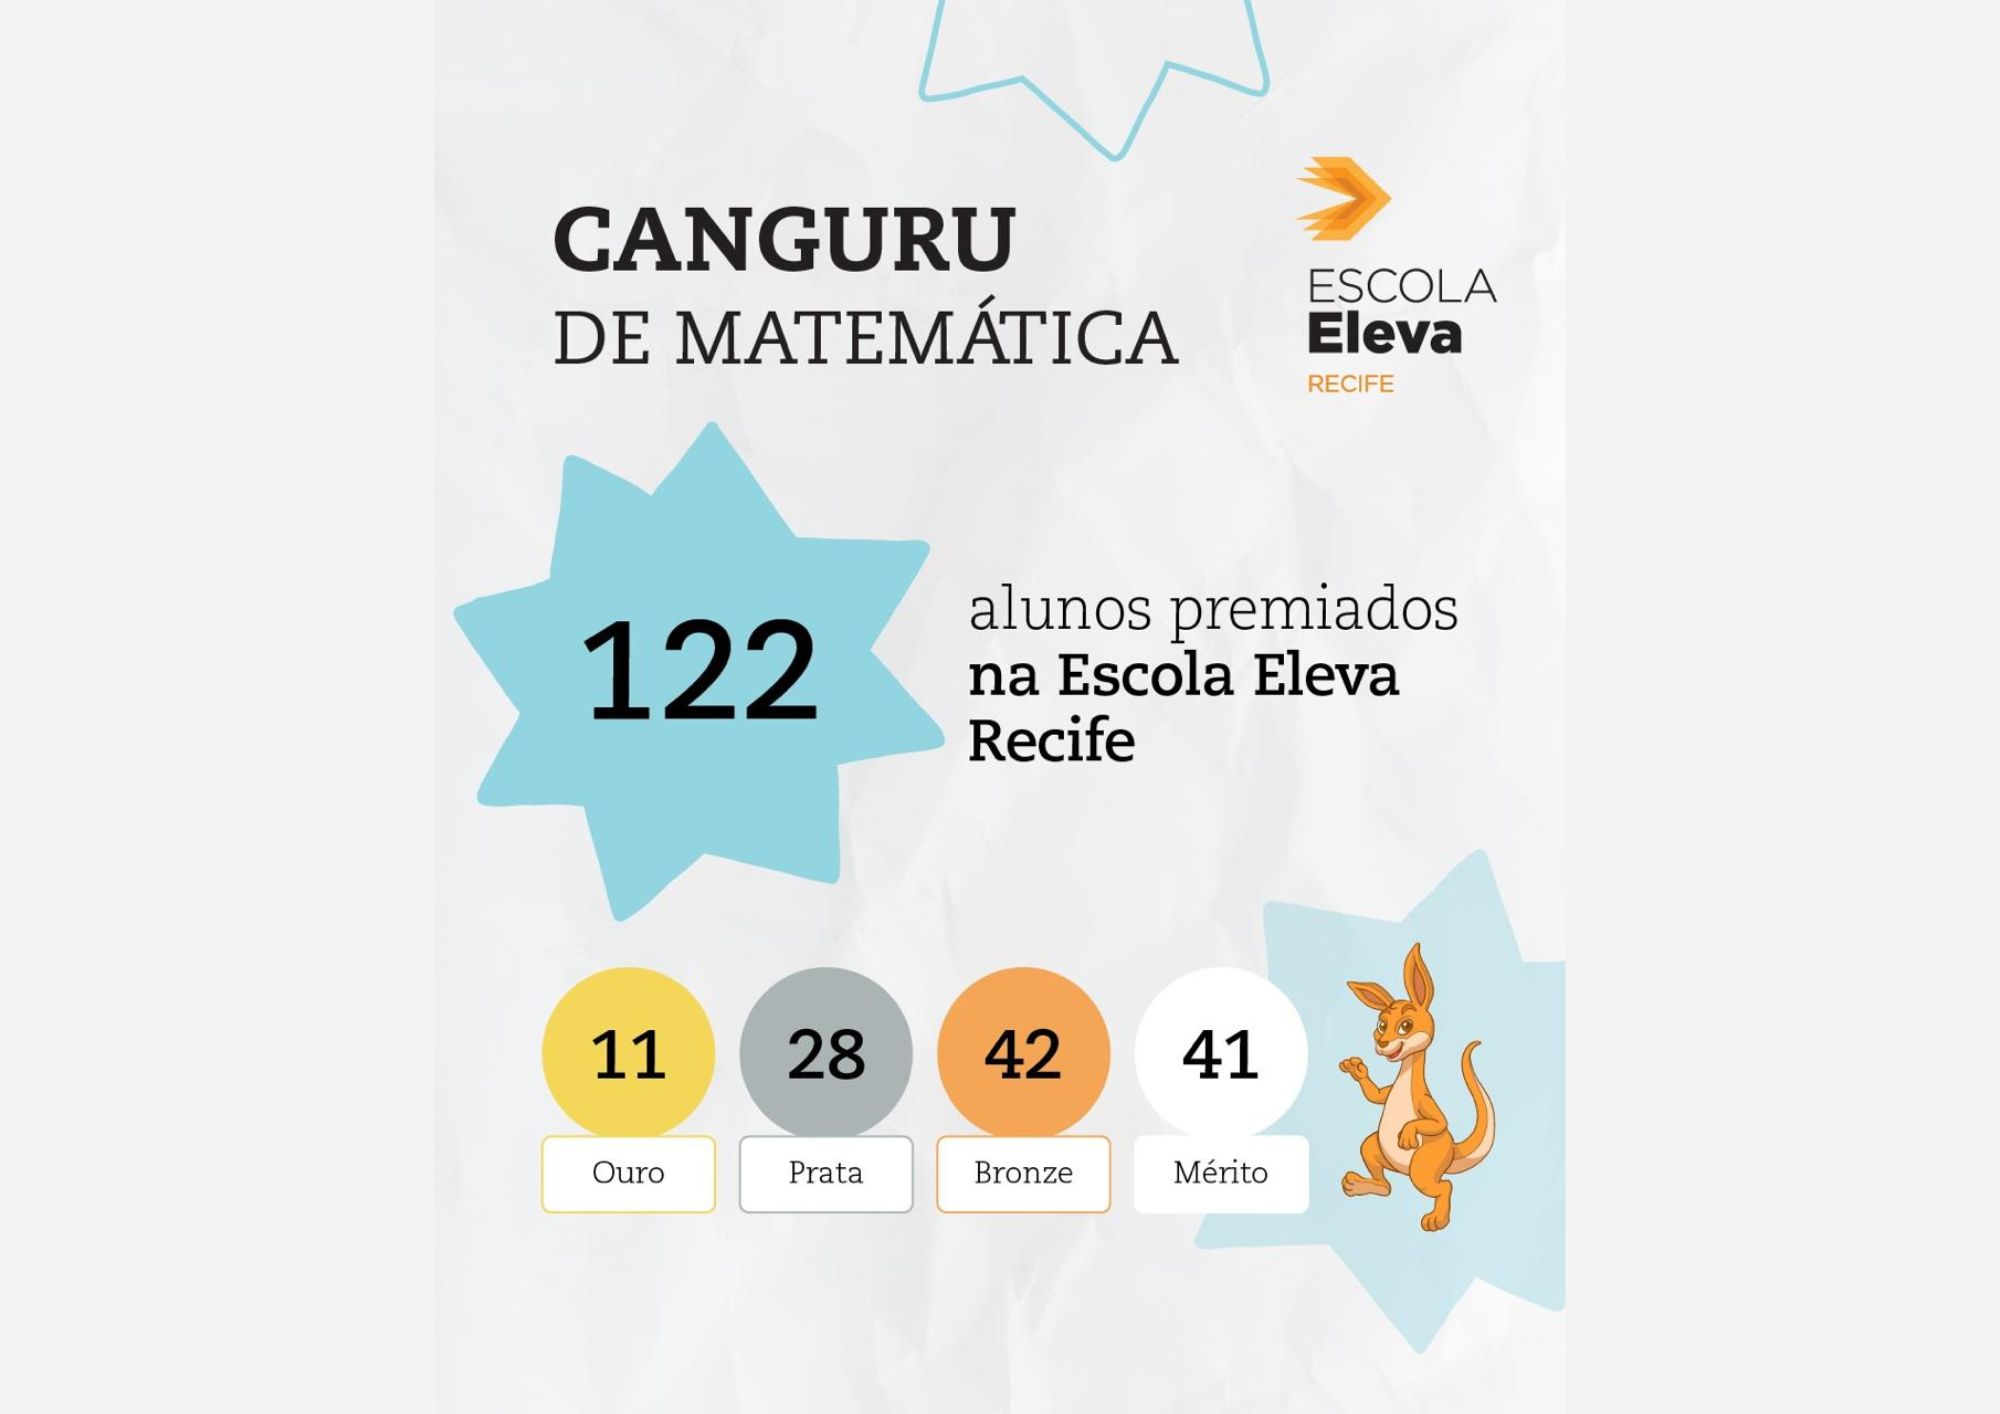 CANGURU
DE MATEMÁTICA
ESCOLA
Eleva
RECIFE
122
alunos premiados
na Escola Eleva
Recife
11
28
42
41
Ouro
Prata
Bronze
Mérito